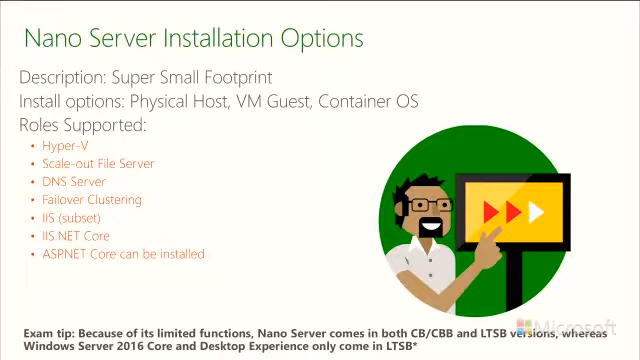 Nano Server Installation Options
Description: Super Small Footprint
Install options: Physical Host, VM Guest, Container OS
Roles Supported:
• Hyper-V
• Scale-out File Server
• DNS Server
• Failover Clustering
• IIS (subset)
• IIS.NET Core
• ASP.NET Core can be installed
Microsoft
Exam tip: Because of its limited functions, Nano Server comes in both CB/CBB and LTSB versions, whereas
Windows Server 2016 Core and Desktop Experience only come in LTSB*